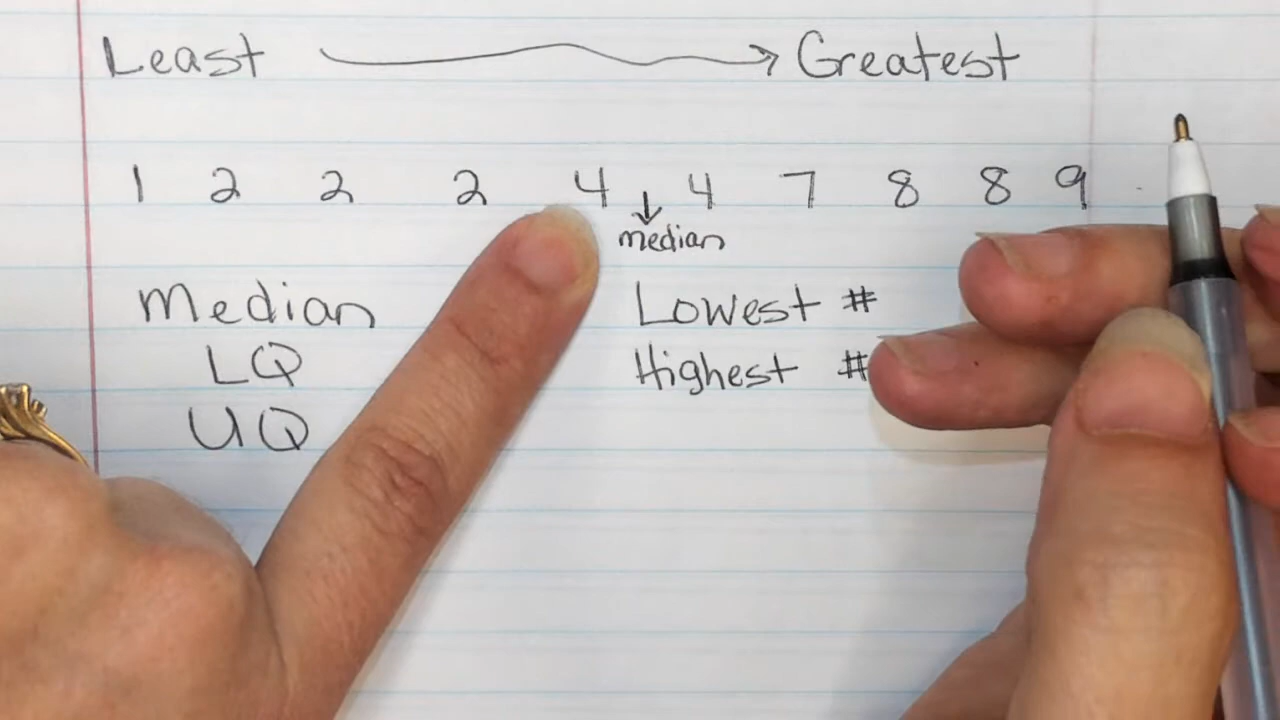 Least → Greatest
1 2 2 2 4 4 7 8 8 9
↓
median
Median Lowest #
LQ Highest #
UQ